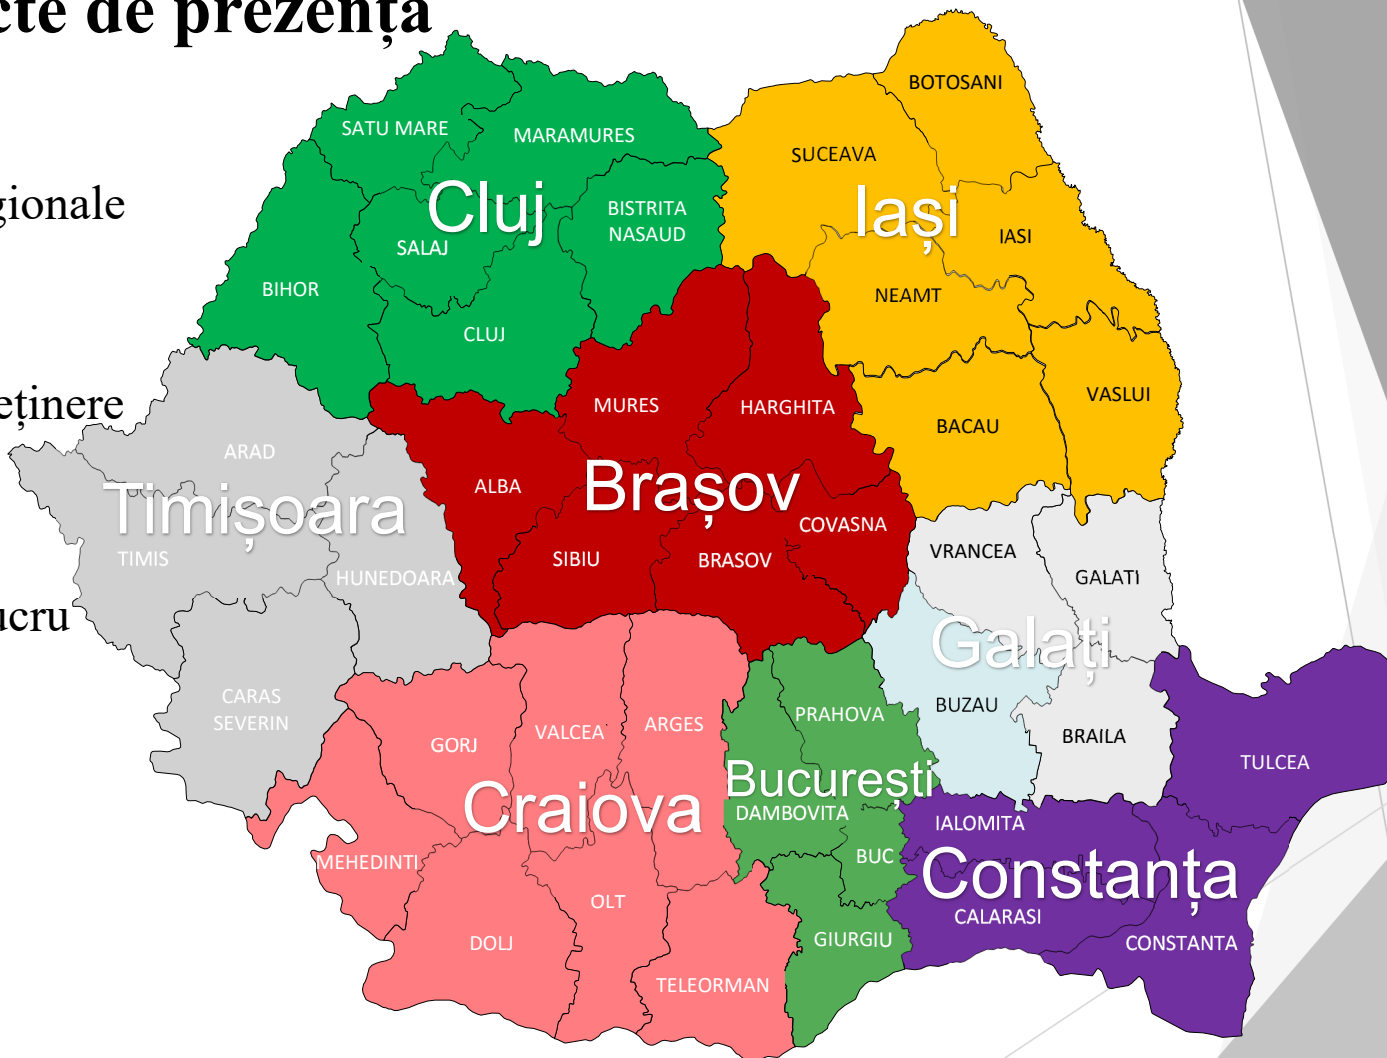 cte de prezență
gionale
eținere
ucru
BOTOSANI
SATU MARE
MARAMURES
SUCEAVA
Cluj
Iași
BISTRITA
NASAUD
SALAJ
IASI
BIHOR
NEAMT
CLUJ
MURES
HARGHITA
VASLUI
BACAU
ARAD
ALBA
Brașov
Timișoara
COVASNA
TIMIS
SIBIU
BRASOV
VRANCEA
HUNEDOARA
GALATI
Galați
CARAS
SEVERIN
BUZAU
PRAHOVA
VALCEA
ARGES
GORJ
BRAILA
TULCEA
București
Craiova
DAMBOVITA
IALOMITA
MEHEDINTI
BUC
Constanța
OLT
CALARASI
DOLJ
GIURGIU
CONSTANTA
TELEORMAN